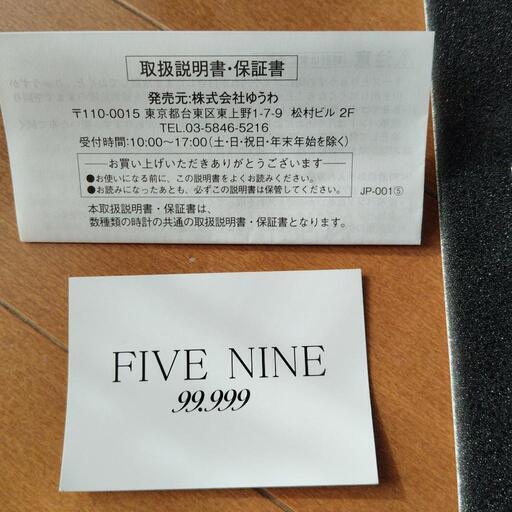 取扱説明書・保証書
発売元:株式会社ゆうわ
〒110-0015 東京都台東区東上野1-7-9 松村ビル 2F
TEL.03-5846-5216
受付時間:10:00～17:00(土・日・祝日・年末年始を除く)
お買い上げいただきありがとうございます
●お使いになる前に、この説明書をよくお読みください。
●お読みになったあとも、必ずこの説明書は保管してください。
JP-001⑤
本取扱説明書・保証書は、
数種類の時計の共通の取扱説明書・保証書となります。
FIVE NINE
99.999